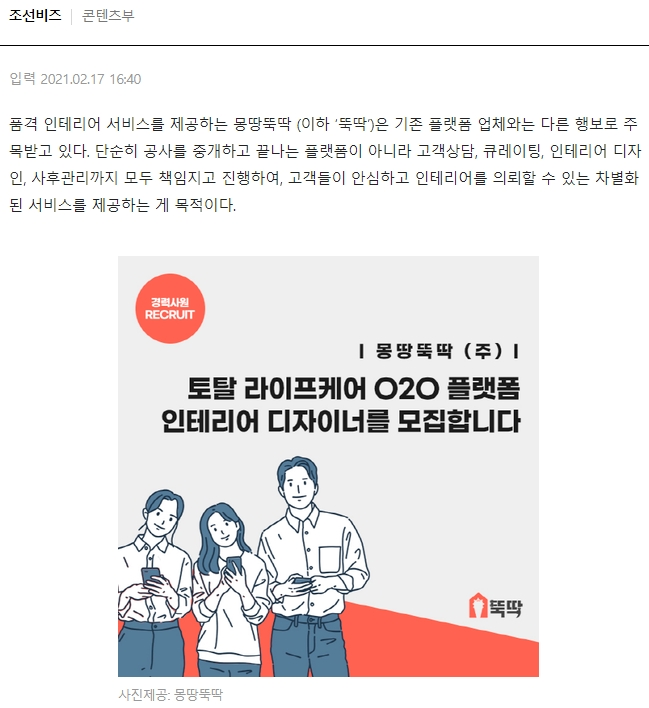 조선비즈 콘텐츠부
입력 2021.02.17 16:40
품격 인테리어 서비스를 제공하는 몽땅뚝딱 (이하 ‘뚝딱’)은 기존 플랫폼 업체와는 다른 행보로 주
목받고 있다. 단순히 공사를 중개하고 끝나는 플랫폼이 아니라 고객상담, 큐레이팅, 인테리어 디자
인, 사후관리까지 모두 책임지고 진행하여, 고객들이 안심하고 인테리어를 의뢰할 수 있는 차별화
된 서비스를 제공하는 게 목적이다.
경력사원
RECRUIT
| 몽땅뚝딱 (주) |
토탈 라이프케어 O2O 플랫폼
인테리어 디자이너를 모집합니다
뚝딱
사진제공: 몽땅뚝딱